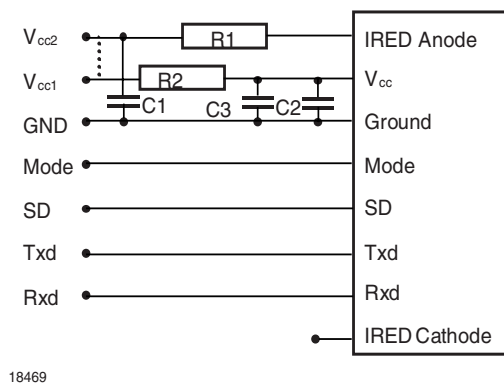 Vcc2 R1 IRED Anode
Vcc1 R2 Vcc
C1 C3 C2
GND Ground
Mode Mode
SD SD
Txd Txd
Rxd Rxd
IRED Cathode
18469